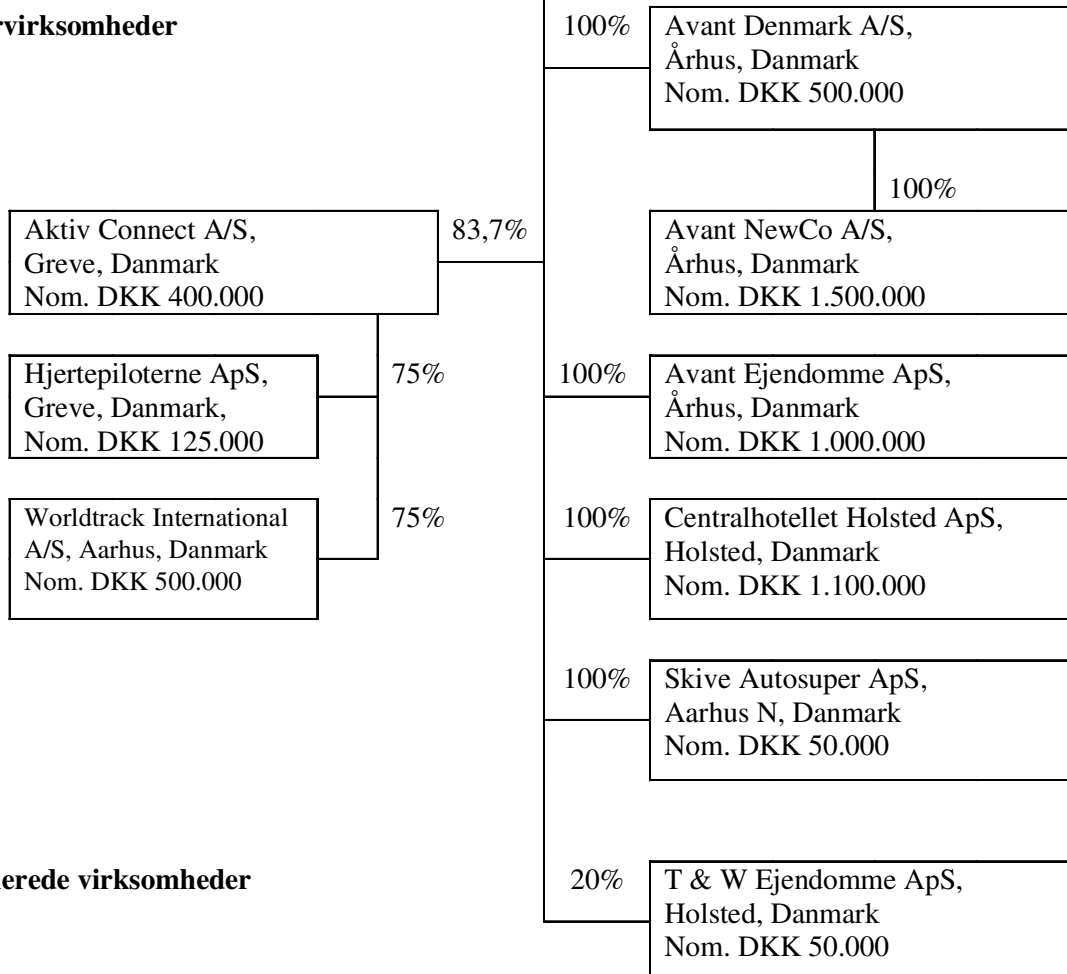 rvirksomheder
100%
Avant Denmark A/S,
Århus, Danmark
Nom. DKK 500.000
100%
Aktiv Connect A/S,
Greve, Danmark
Nom. DKK 400.000
83,7%
Avant NewCo A/S,
Århus, Danmark
Nom. DKK 1.500.000
Hjertepiloterne ApS,
Greve, Danmark,
Nom. DKK 125.000
75%
100%
Avant Ejendomme ApS,
Århus, Danmark
Nom. DKK 1.000.000
Worldtrack International
A/S, Aarhus, Danmark
Nom. DKK 500.000
75%
100%
Centralhotellet Holsted ApS,
Holsted, Danmark
Nom. DKK 1.100.000
100%
Skive Autosuper ApS,
Aarhus N, Danmark
Nom. DKK 50.000
erede virksomheder
20%
T & W Ejendomme ApS,
Holsted, Danmark
Nom. DKK 50.000